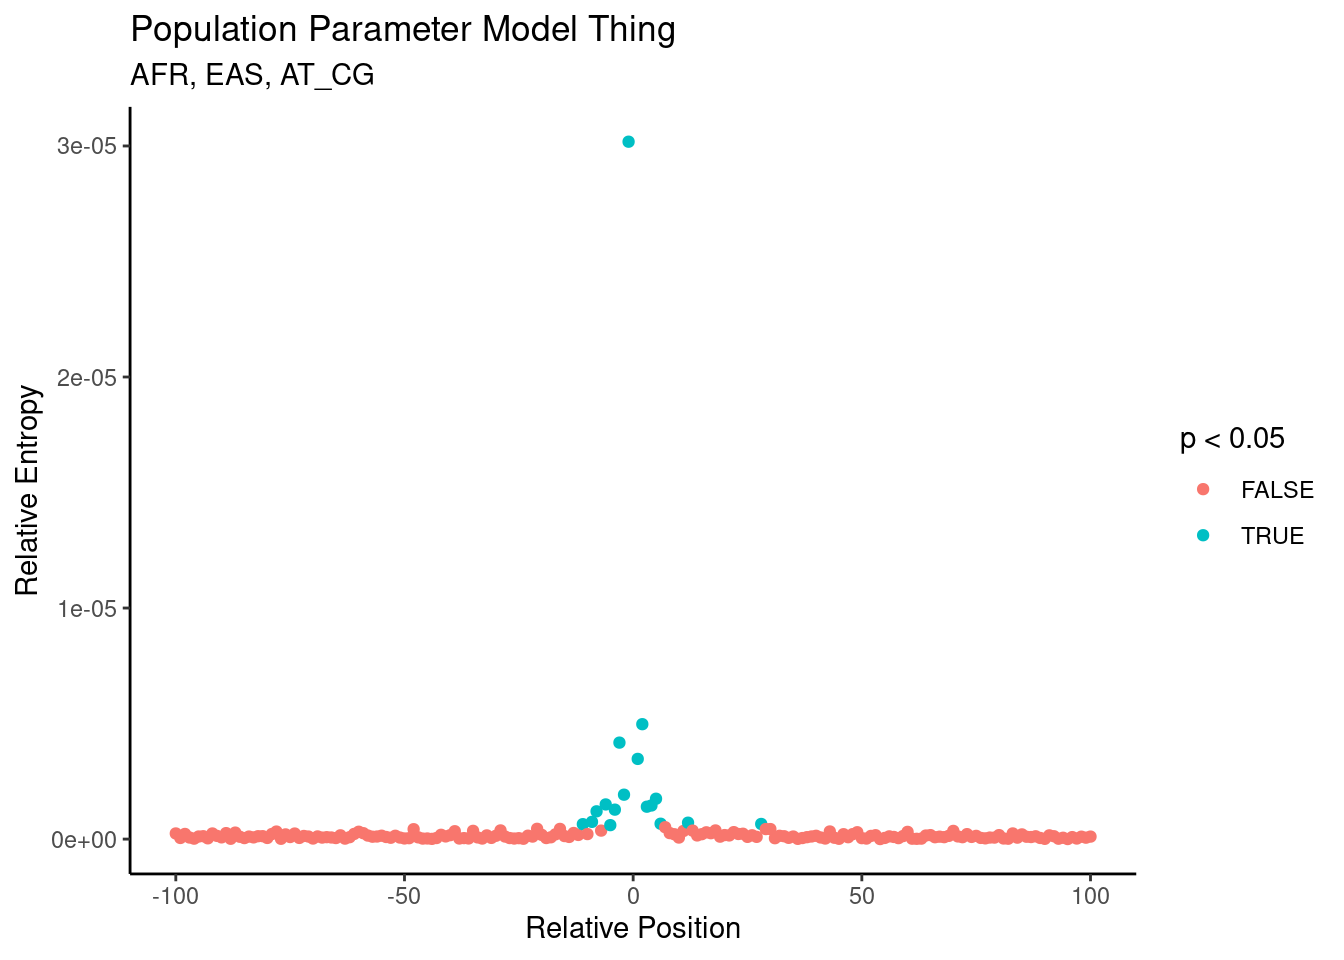 Population Parameter Model Thing
AFR, EAS, AT_CG
3e-05
2e-05
1e-05
0e+00
Relative Entropy
-100
-50
0
50
100
Relative Position
p < 0.05
FALSE
TRUE